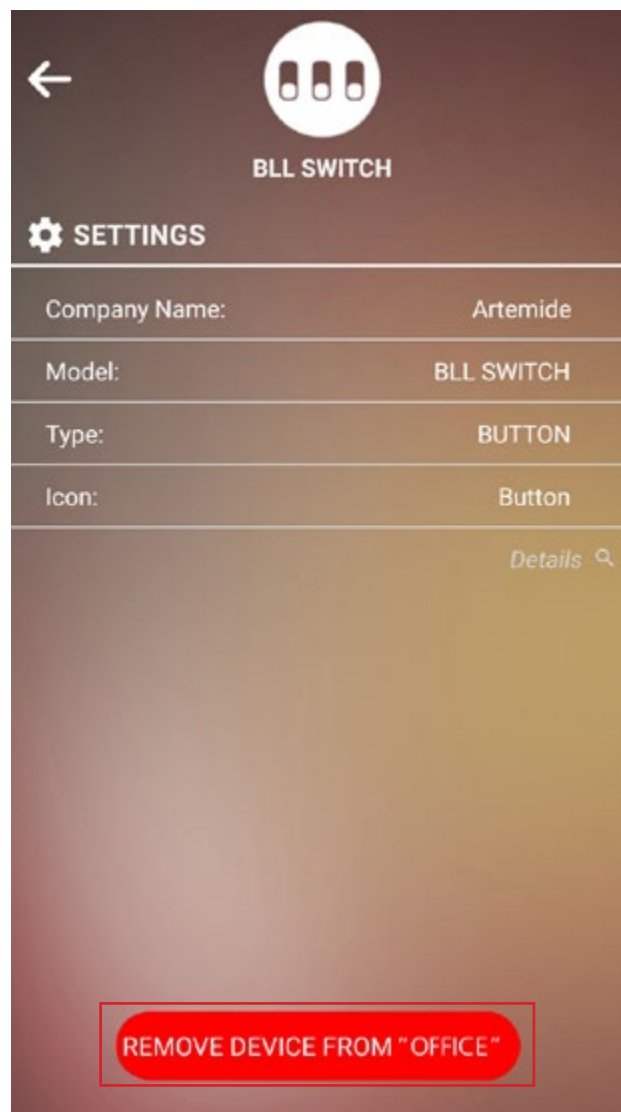 BLL SWITCH
SETTINGS
Company Name: Artemide
Model: BLL SWITCH
Type: BUTTON
Icon: Button
Details
REMOVE DEVICE FROM “OFFICE”